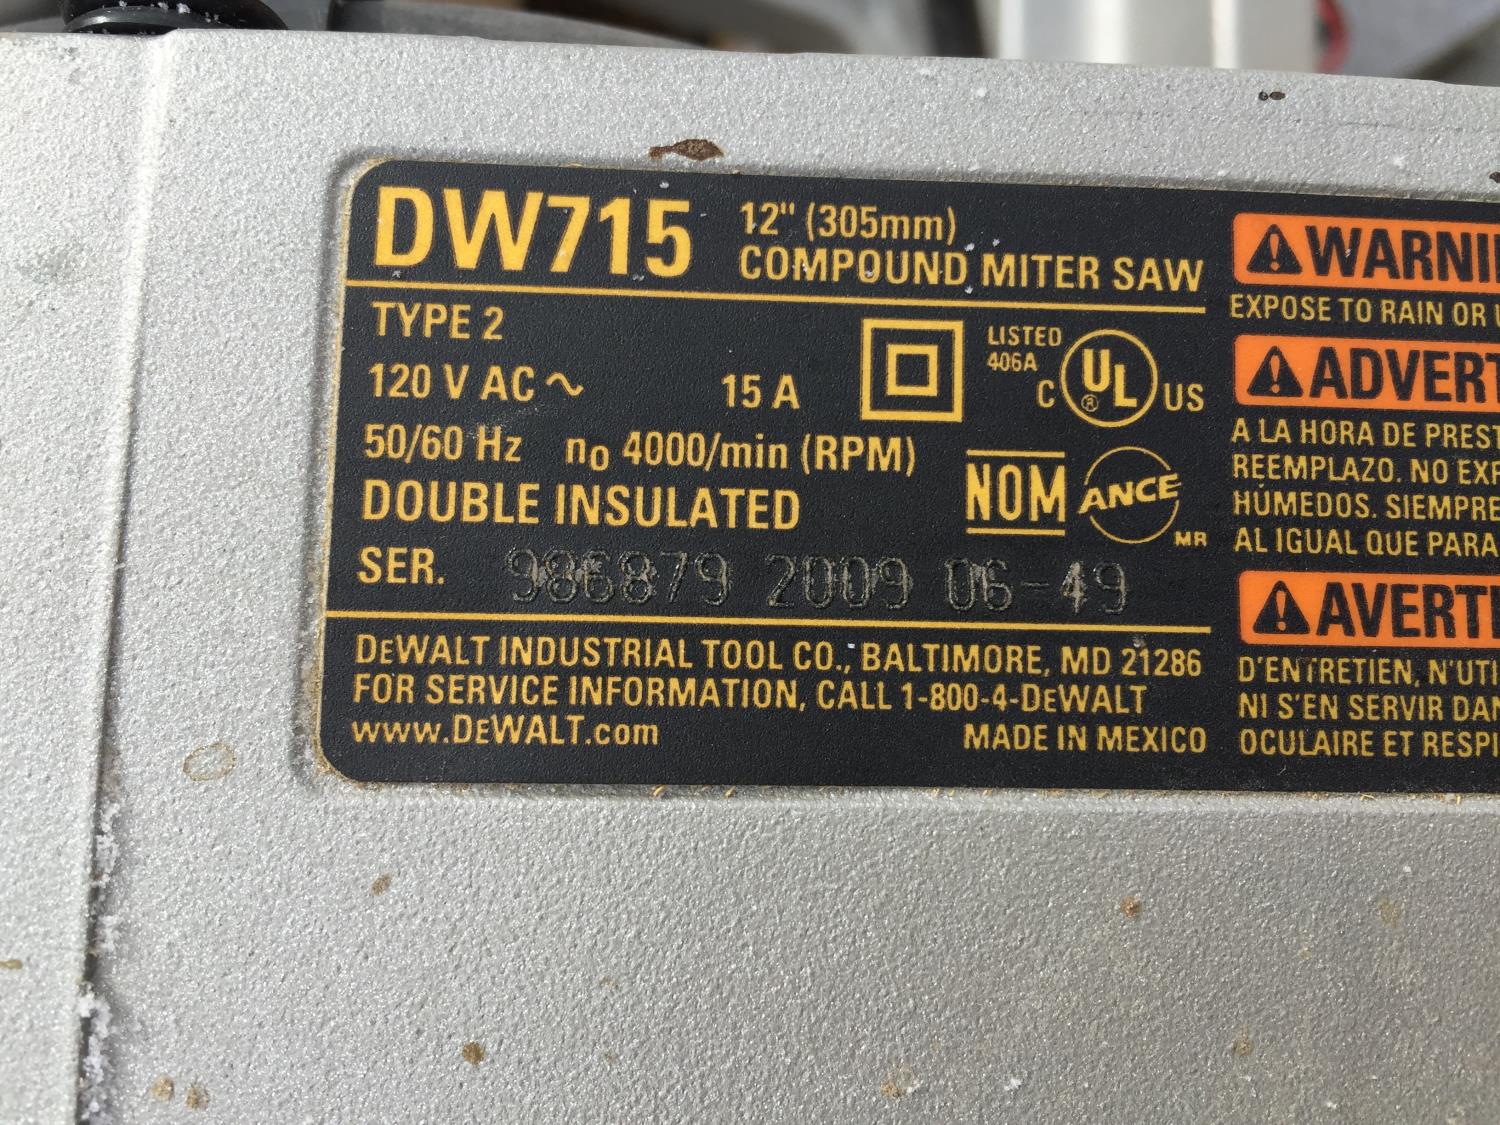 DW715 12" (305mm)
COMPOUND MITER SAW
TYPE 2
120 V AC ~ 15 A
50/60 Hz no 4000/min (RPM)
DOUBLE INSULATED
SER. 986879 2009 06-49
LISTED
406A
C UL US
®
NOM ANCE
MR
DEWALT INDUSTRIAL TOOL CO., BALTIMORE, MD 21286
FOR SERVICE INFORMATION, CALL 1-800-4-DEWALT
www.DEWALT.com MADE IN MEXICO
EXPOSE TO RAIN OR
A LA HORA DE
REEMPLAZO. NO
HÚMEDOS. SIEMPRE
AL IGUAL QUE PARA
D'ENTRETIEN,
NI S'EN SERVIR
OCULAIRE ET